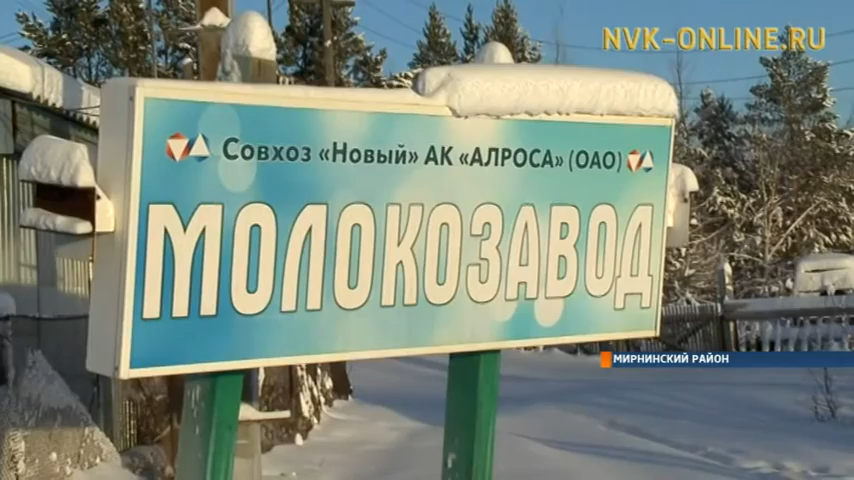 NVK-ONLINE.RU
Совхоз «Новый» АК «АЛРОСА» (ОАО)
МОЛОКОЗАВОД
МИРНИНСКИЙ РАЙОН